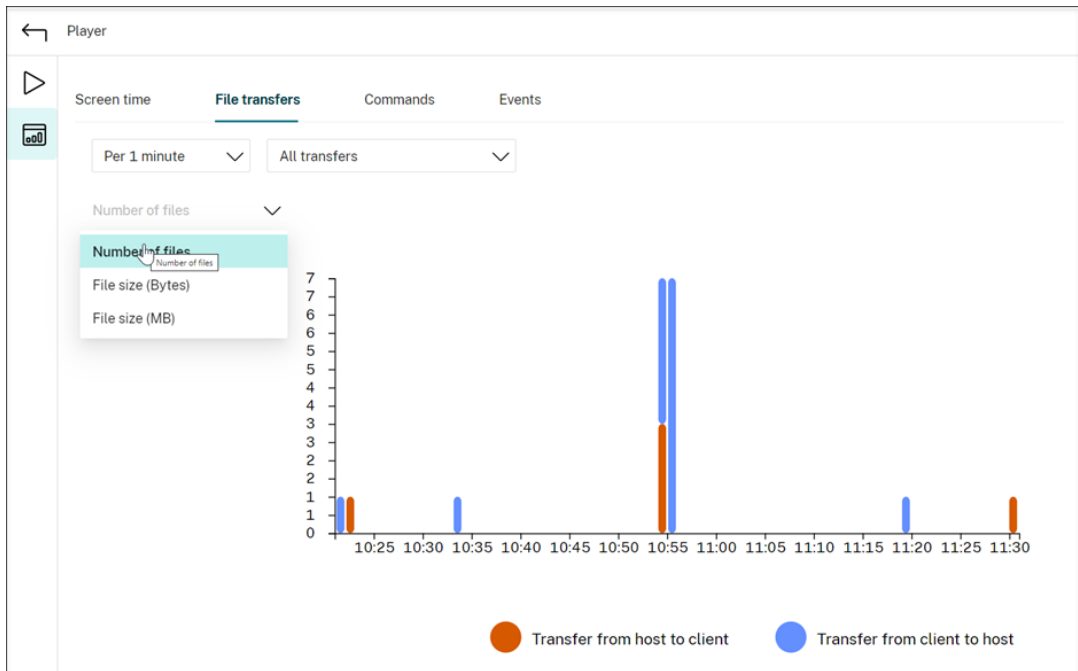 Player
Screen time File transfers Commands Events
Per 1 minute All transfers
Number of files
Number of files
Number of files
File size (Bytes)
File size (MB)
7
7
6
6
5
5
4
4
3
3
2
2
1
1
0
10:25 10:30 10:35 10:40 10:45 10:50 10:55 11:00 11:05 11:10 11:15 11:20 11:25 11:30
Transfer from host to client Transfer from client to host